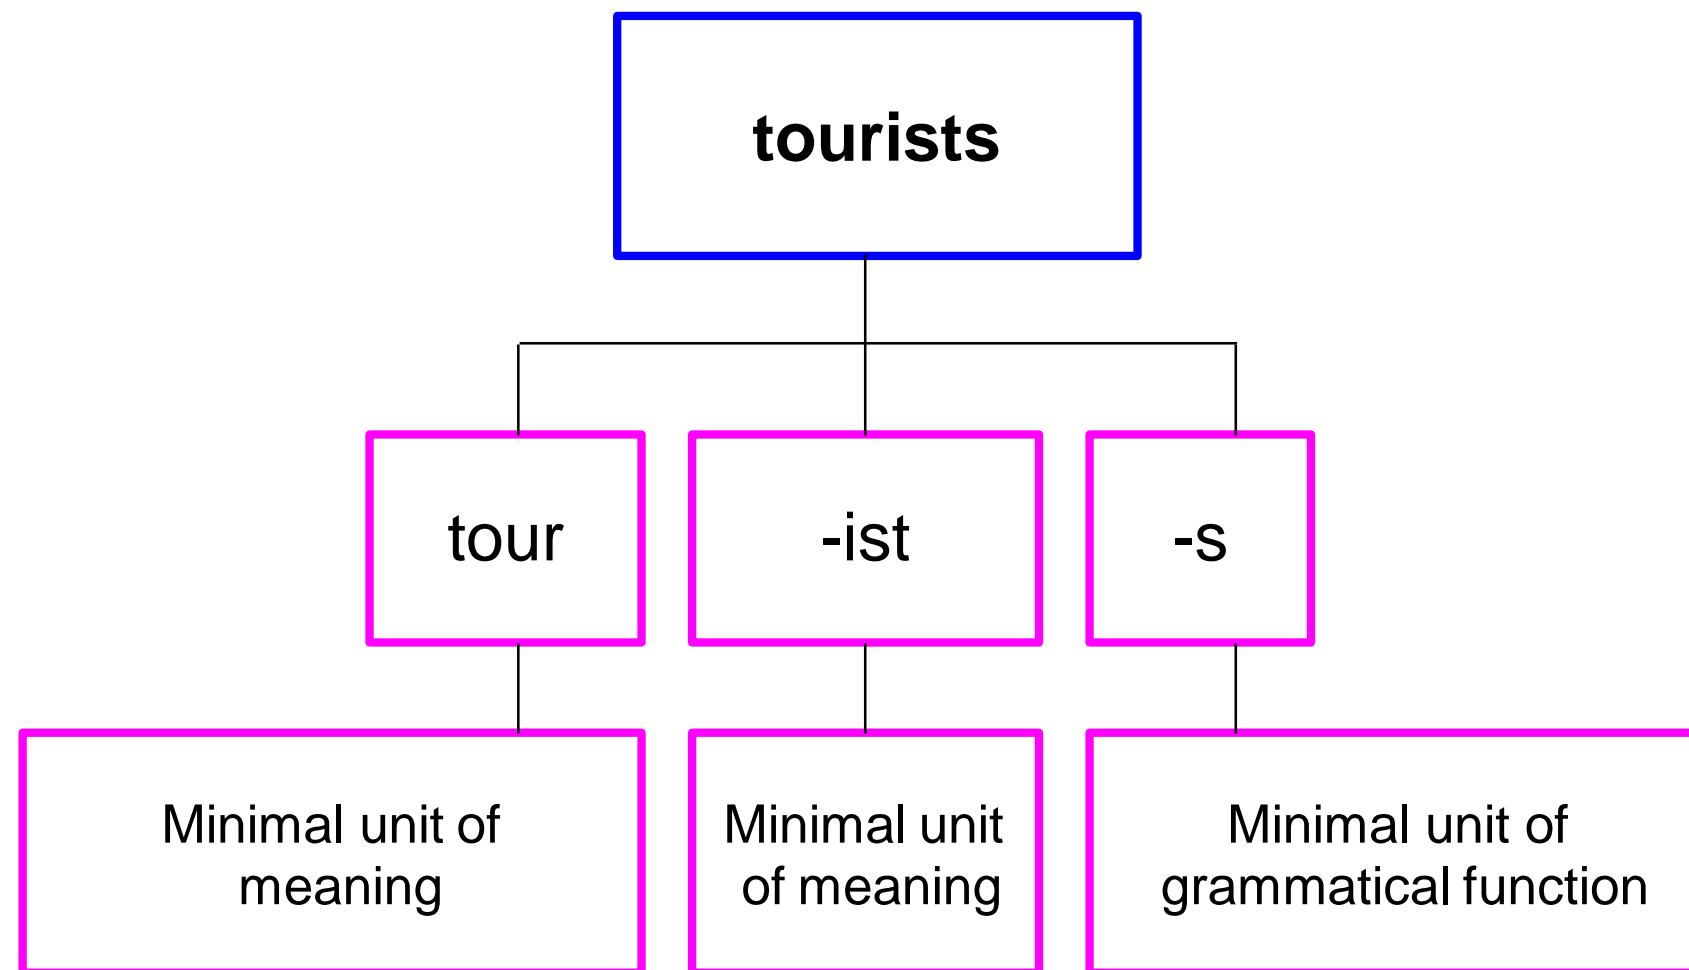 tourists
tour
-ist
-s
Minimal unit of
meaning
Minimal unit
of meaning
Minimal unit of
grammatical function